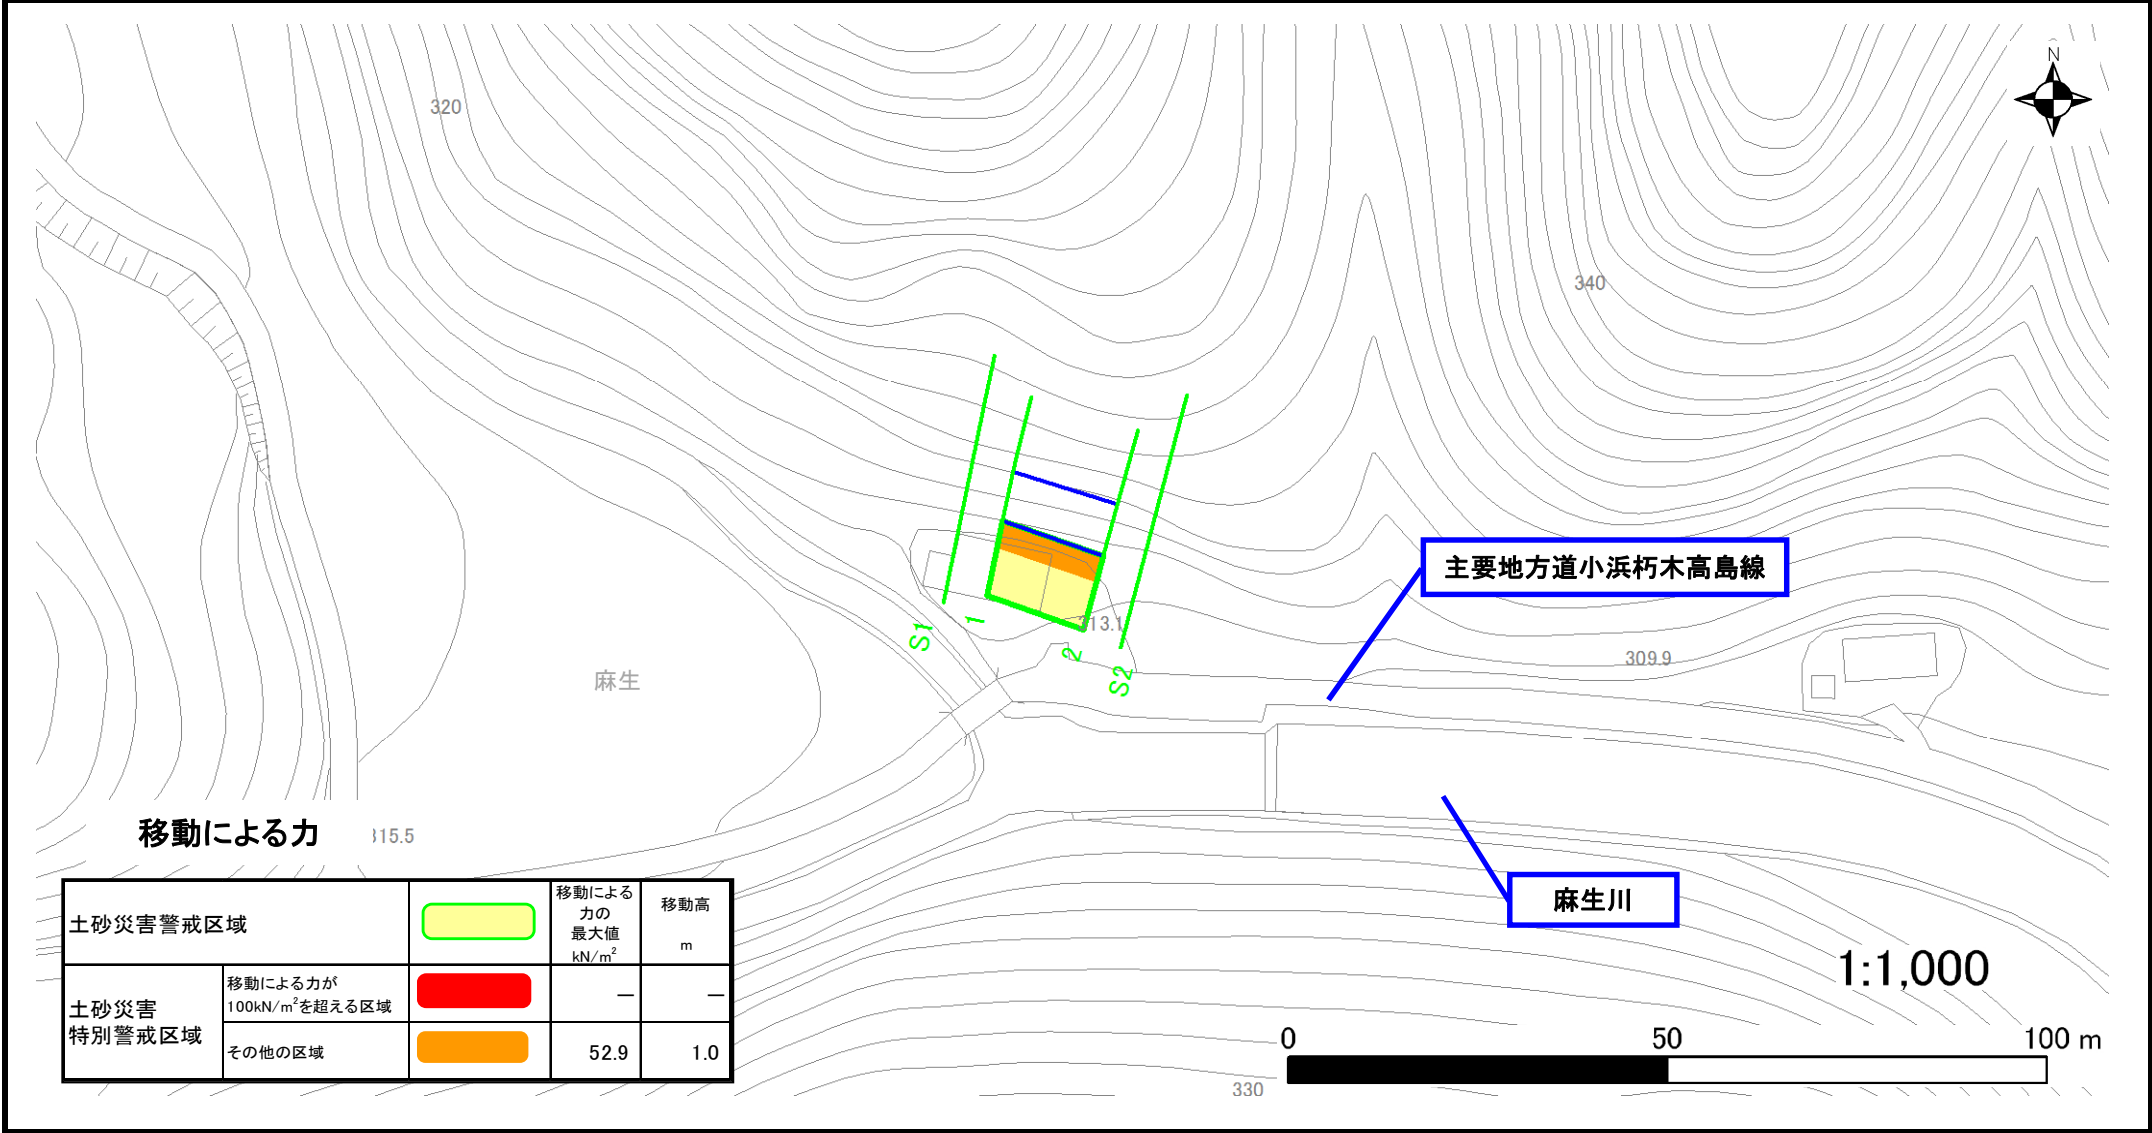 N
320
340
主要地方道小浜朽木高島線
S1
1
313.1
2
S2
309.9
麻生
移動による力
315.5
土砂災害警戒区域
移動による
力の
最大値
kN/m²
移動高
m
土砂災害
特別警戒区域
移動による力が
100kN/m²を超える区域
—
—
その他の区域
52.9
1.0
麻生川
1:1,000
0
50
100 m
330